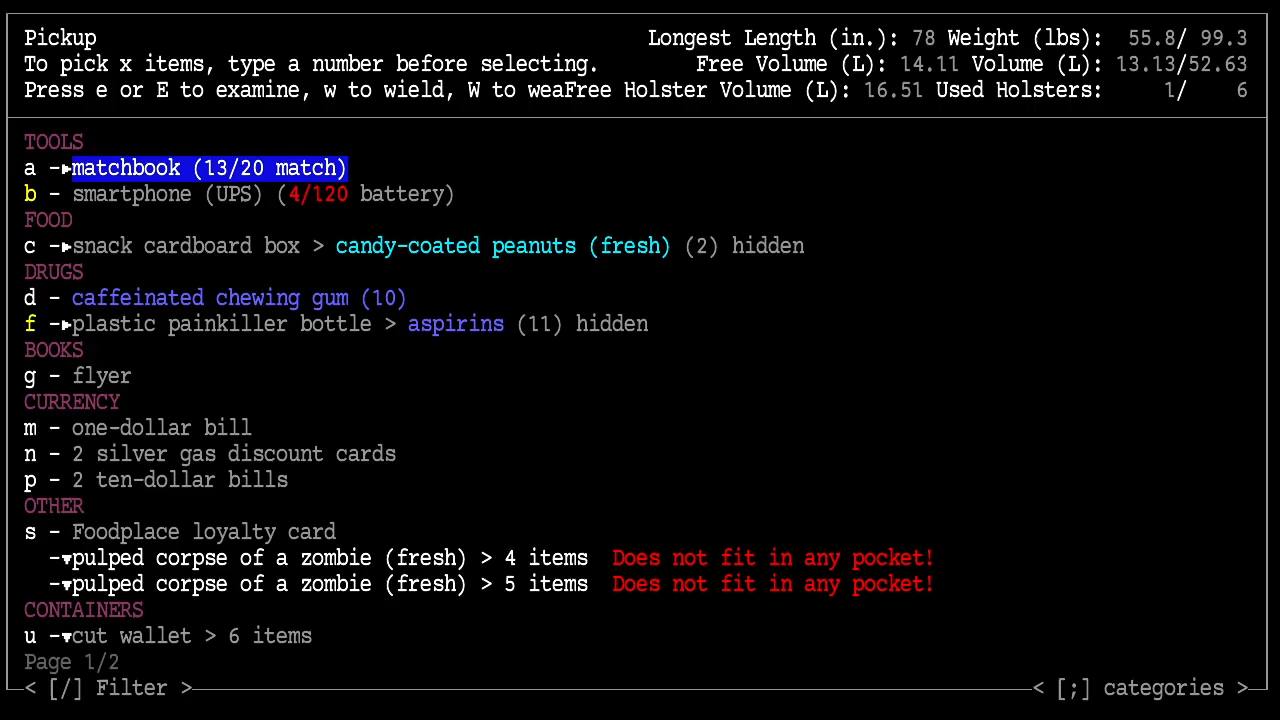 Pickup Longest Length (in.): 78 Weight (lbs): 55.8/ 99.3
To pick x items, type a number before selecting. Free Volume (L): 14.11 Volume (L): 13.13/52.63
Press e or E to examine, w to wield, W to weaFree Holster Volume (L): 16.51 Used Holsters: 1/ 6
TOOLS
a -►matchbook (13/20 match)
b - smartphone (UPS) (4/120 battery)
FOOD
c -►snack cardboard box > candy-coated peanuts (fresh) (2) hidden
DRUGS
d - caffeinated chewing gum (10)
f -►plastic painkiller bottle > aspirins (11) hidden
BOOKS
g - flyer
CURRENCY
m - one-dollar bill
n - 2 silver gas discount cards
p - 2 ten-dollar bills
OTHER
s - Foodplace loyalty card
-▼pulped corpse of a zombie (fresh) > 4 items Does not fit in any pocket!
-▼pulped corpse of a zombie (fresh) > 5 items Does not fit in any pocket!
CONTAINERS
u -▼cut wallet > 6 items
Page 1/2
< [/] Filter > < [;] categories >